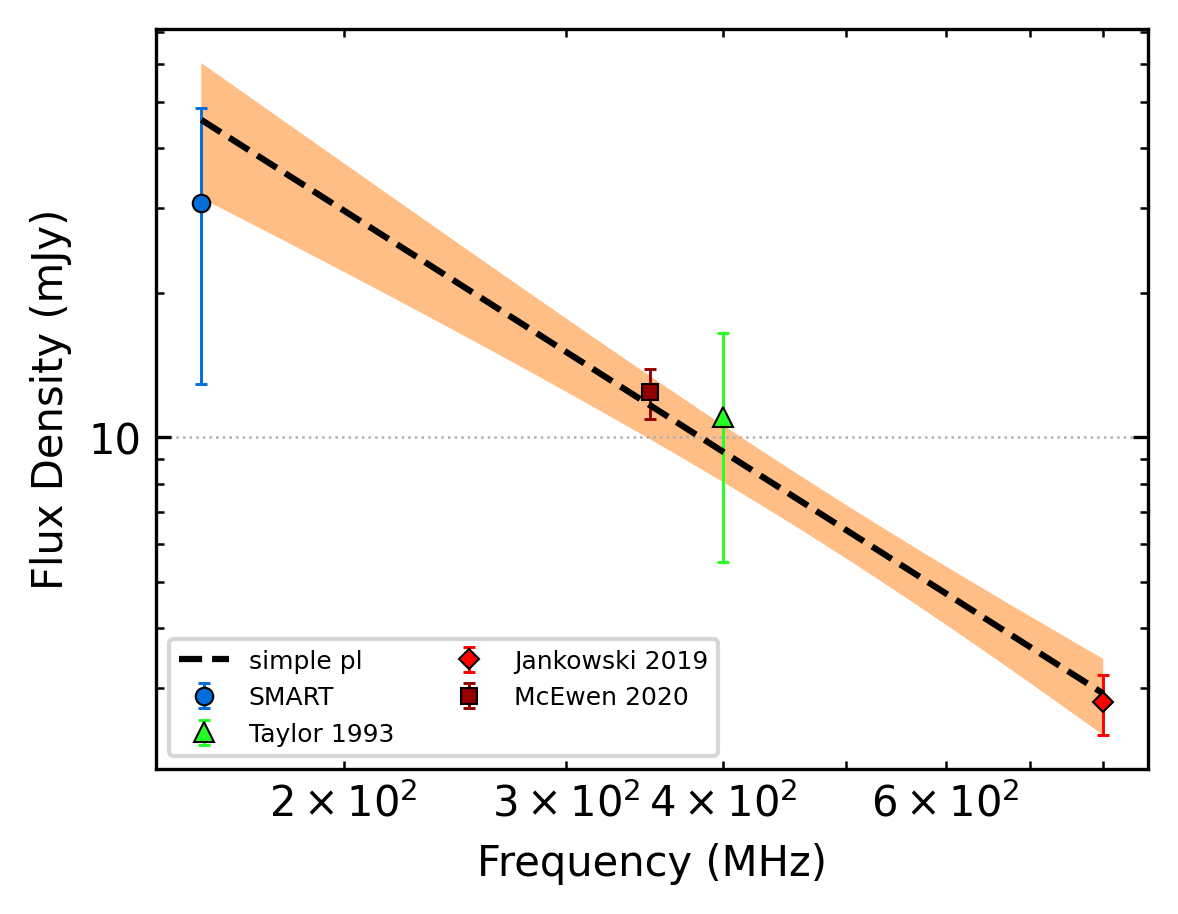 Flux Density (mJy)
10
simple pl
SMART
Taylor 1993
Jankowski 2019
McEwen 2020
2 × 10²
3 × 10²
4 × 10²
6 × 10²
Frequency (MHz)